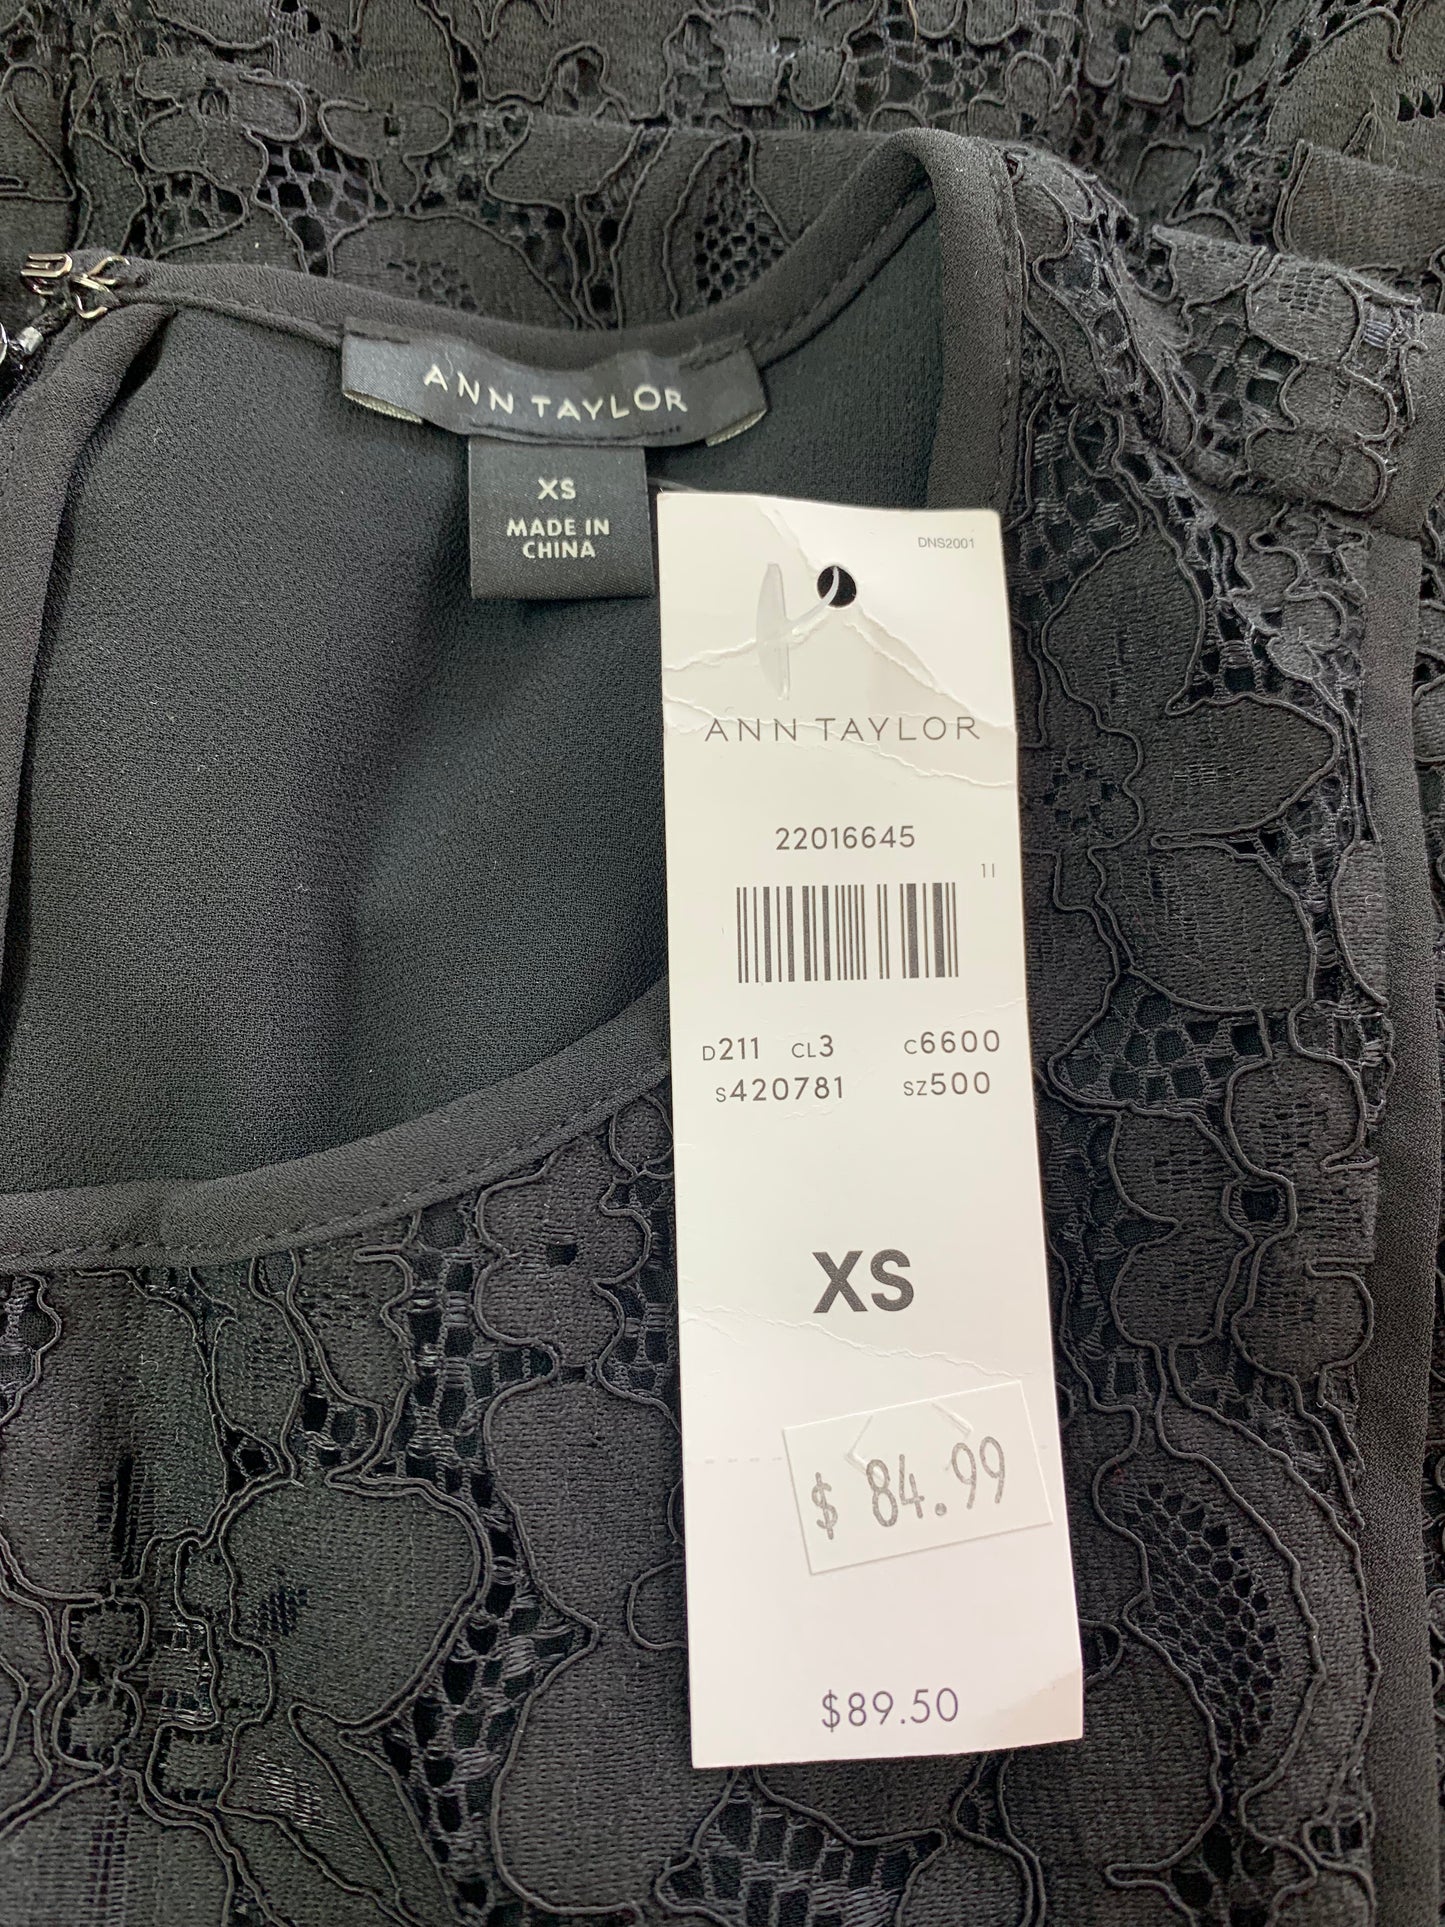 ANN TAYLOR
XS
MADE IN
CHINA
DNS2001
ANN TAYLOR
22016645
11
D211 CL3 C6600
S420781 SZ500
XS
$ 84.99
$89.50